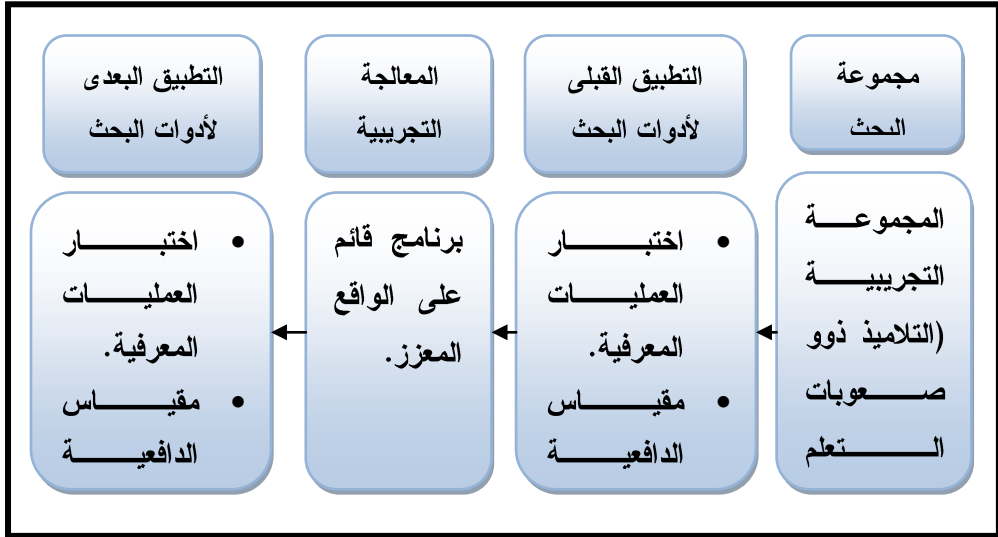 مجموعة
البحث
المجموعة
التجريبية
(التلاميذ ذوو
صعوبات
التعلم
التطبيق القبلى
لأدوات البحث
• اختبار
العمليات
المعرفية.
• مقياس
الدافعية
المعالجة
التجريبية
برنامج قائم
على الواقع
المعزز.
التطبيق البعدى
لأدوات البحث
• اختبار
العمليات
المعرفية.
• مقياس
الدافعية